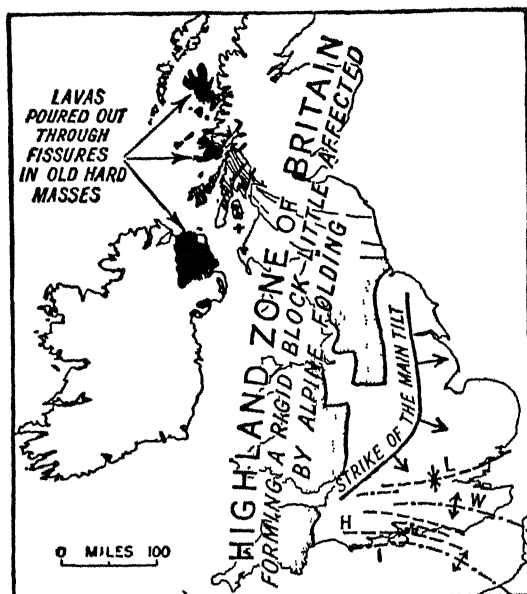 LAVAS
POURED OUT
THROUGH
FISSURES
IN OLD HARD
MASSES
HIGHLAND ZONE OF BRITAIN
FORMING A RIGID BLOCK—LITTLE AFFECTED
BY ALPINE FOLDING
STRIKE OF THE MAIN TILT
L
W
H
I
0 MILES 100